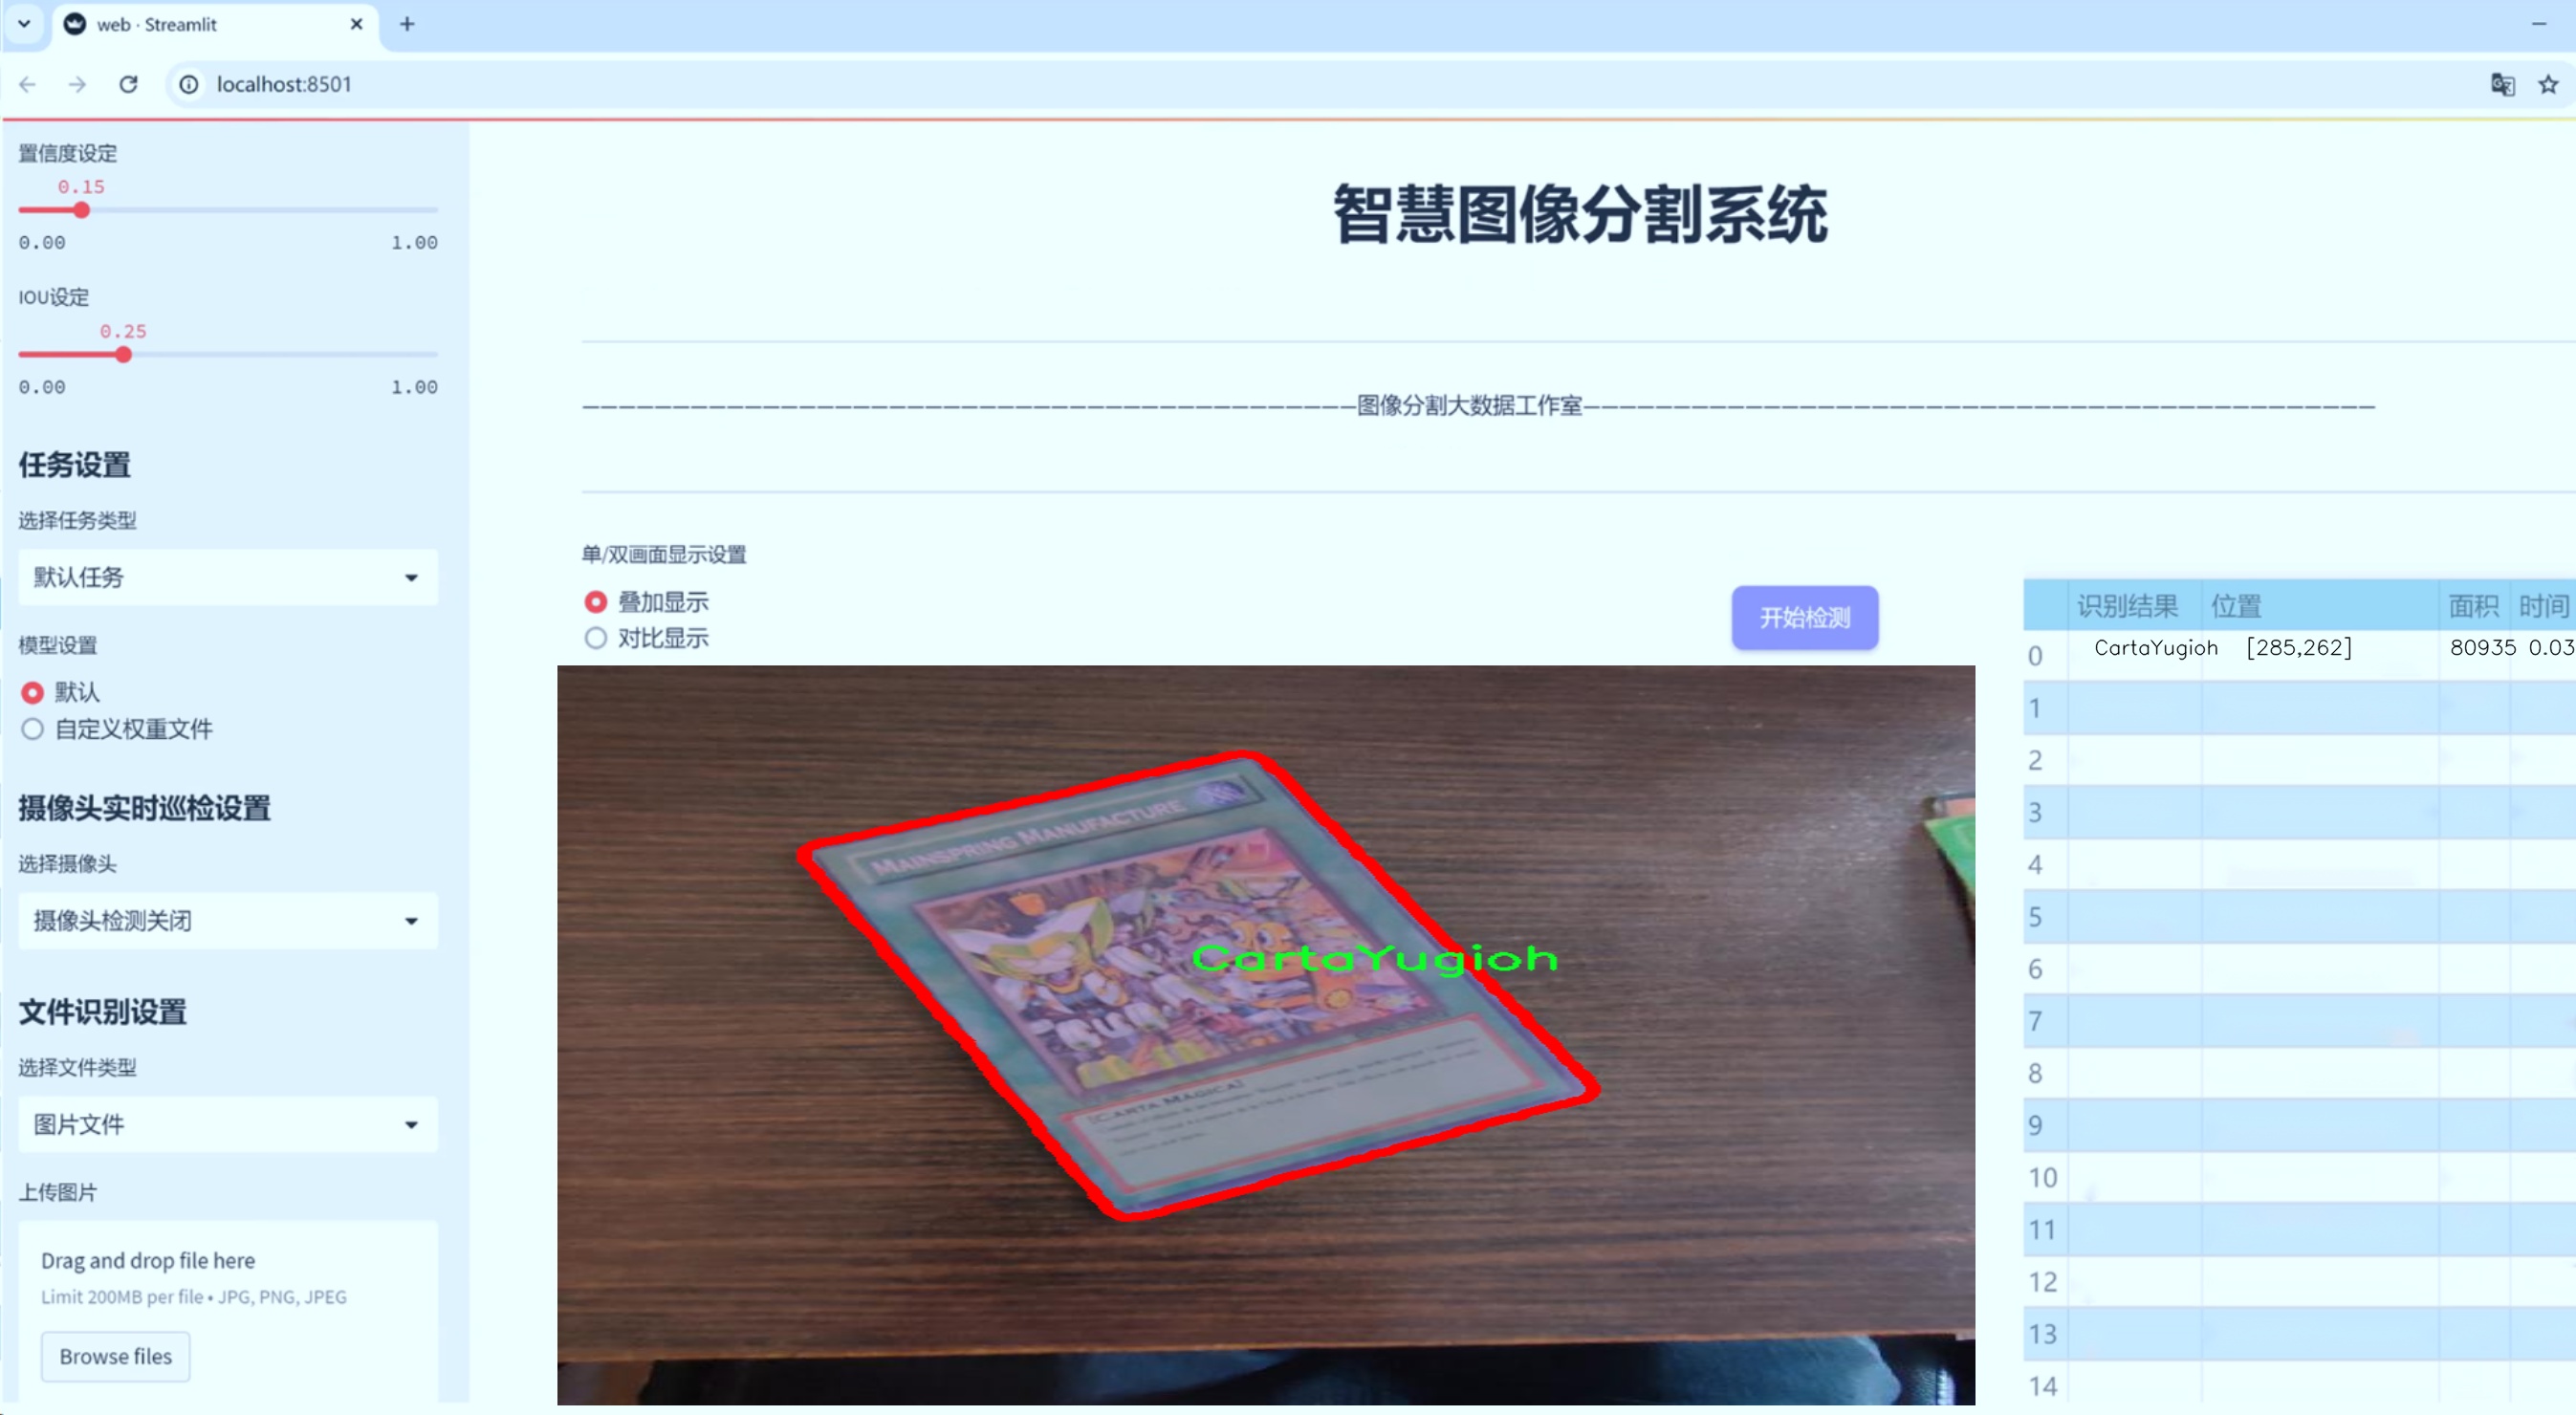 web · Streamlit
localhost:8501
置信度设定
0.15
0.00 1.00
IOU设定
0.25
0.00 1.00
任务设置
选择任务类型
默认任务
模型设置
默认
自定义权重文件
摄像头实时巡检设置
选择摄像头
摄像头检测关闭
文件识别设置
选择文件类型
图片文件
上传图片
Drag and drop file here
Limit 200MB per file • JPG, PNG, JPEG
Browse files
智慧图像分割系统
图像分割大数据工作室
单/双画面显示设置
叠加显示
对比显示
开始检测
MAINSPRING MANUFACTURE
CartaYugioh
[CARTA MAGICA]
识别结果 位置 面积 时间
0 CartaYugioh [285,262] 80935 0.03
1
2
3
4
5
6
7
8
9
10
11
12
13
14